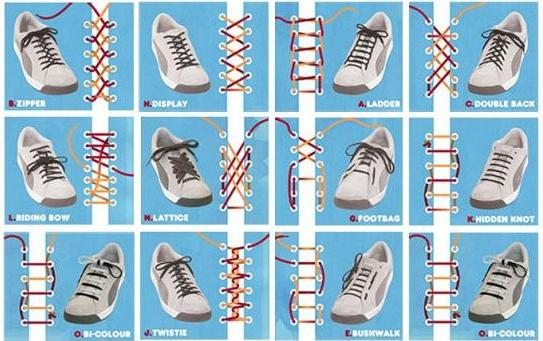 B.ZIPPER
H.DISPLAY
A.LADDER
C.DOUBLE BACK
L.RIDING BOW
N.LATTICE
G.FOOTBAG
K.HIDDEN KNOT
O.BI-COLOUR
J.TWISTIE
E.BUSHWALK
O.BI-COLOUR